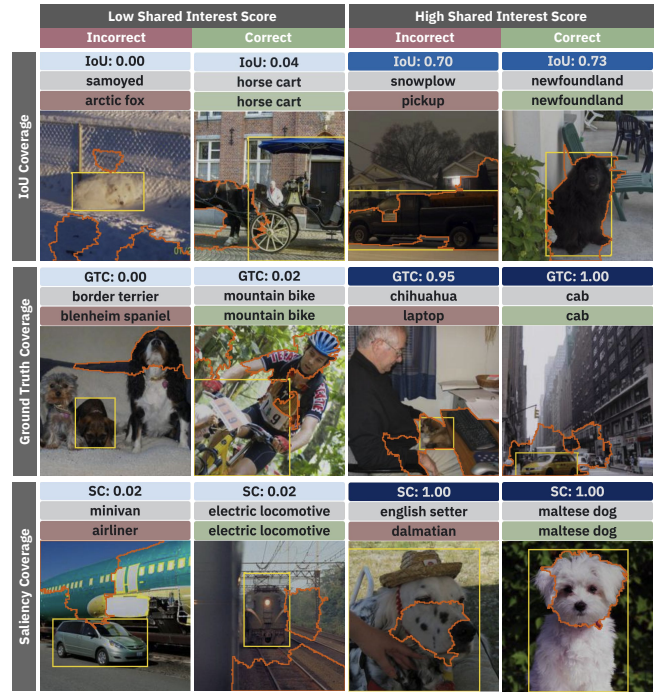 Low Shared Interest Score High Shared Interest Score
Incorrect Correct Incorrect Correct
IoU Coverage
IoU: 0.00 IoU: 0.04 IoU: 0.70 IoU: 0.73
samoyed horse cart snowplow newfoundland
arctic fox horse cart pickup newfoundland
Ground Truth Coverage
GTC: 0.00 GTC: 0.02 GTC: 0.95 GTC: 1.00
border terrier mountain bike chihuahua cab
blenheim spaniel mountain bike laptop cab
Saliency Coverage
SC: 0.02 SC: 0.02 SC: 1.00 SC: 1.00
minivan electric locomotive english setter maltese dog
airliner electric locomotive dalmatian maltese dog